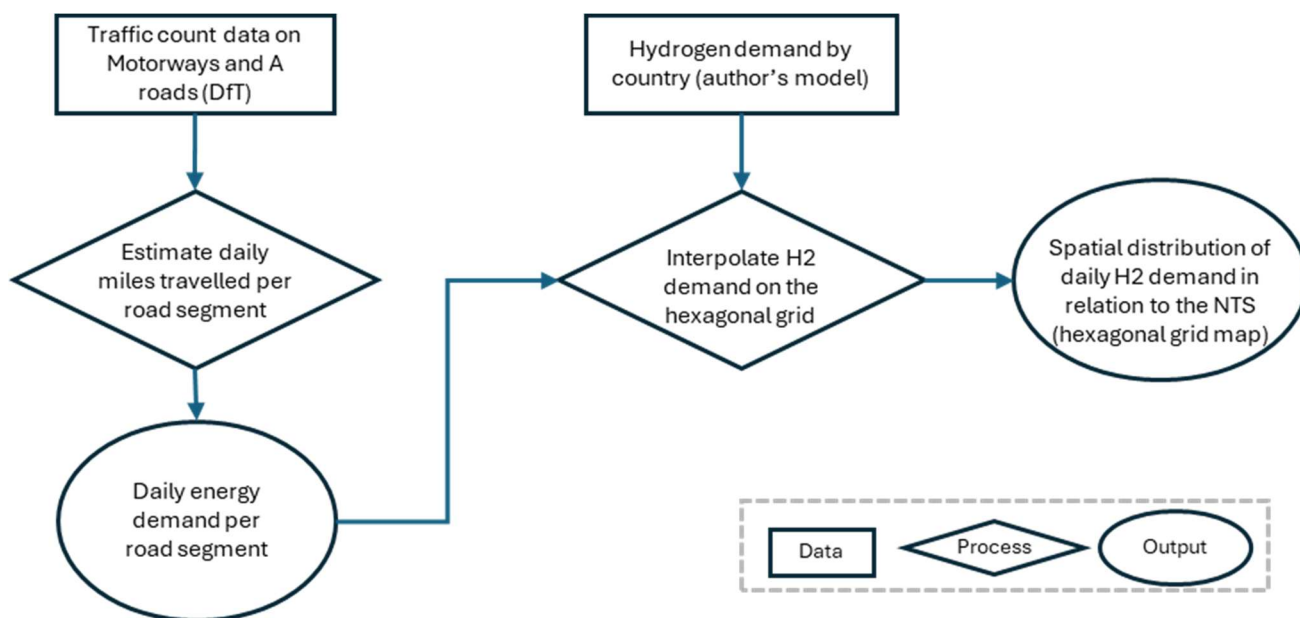 Traffic count data on
Motorways and A
roads (DfT)
Hydrogen demand by
country (author’s model)
Estimate daily
miles travelled per
road segment
Interpolate H2
demand on the
hexagonal grid
Spatial distribution of
daily H2 demand in
relation to the NTS
(hexagonal grid map)
Daily energy
demand per
road segment
Data
Process
Output